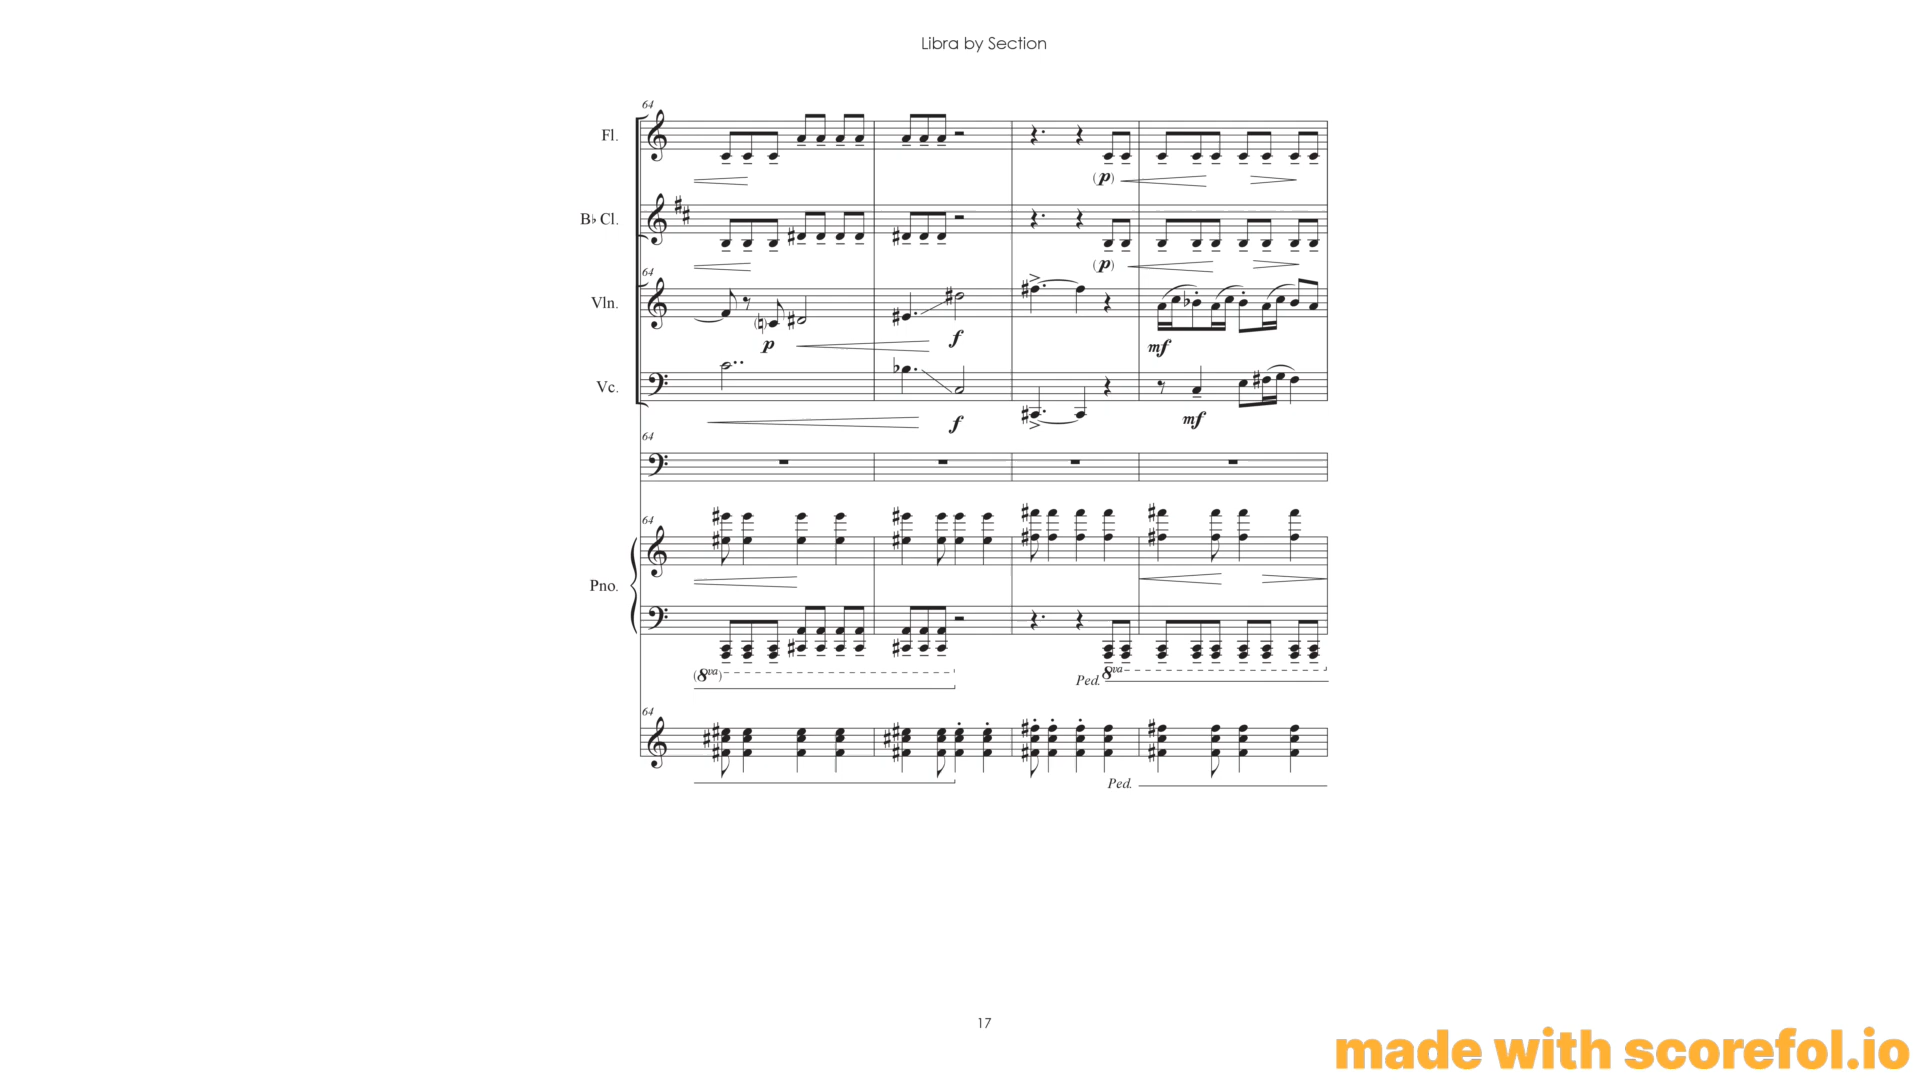 Libra by Section
64
Fl.
(p)
B♭ Cl.
(p)
64
Vln.
p
f
mf
Vc.
f
mf
64
64
Pno.
(8va)
Ped.
8va
64
Ped.
17
made with scorefol.io